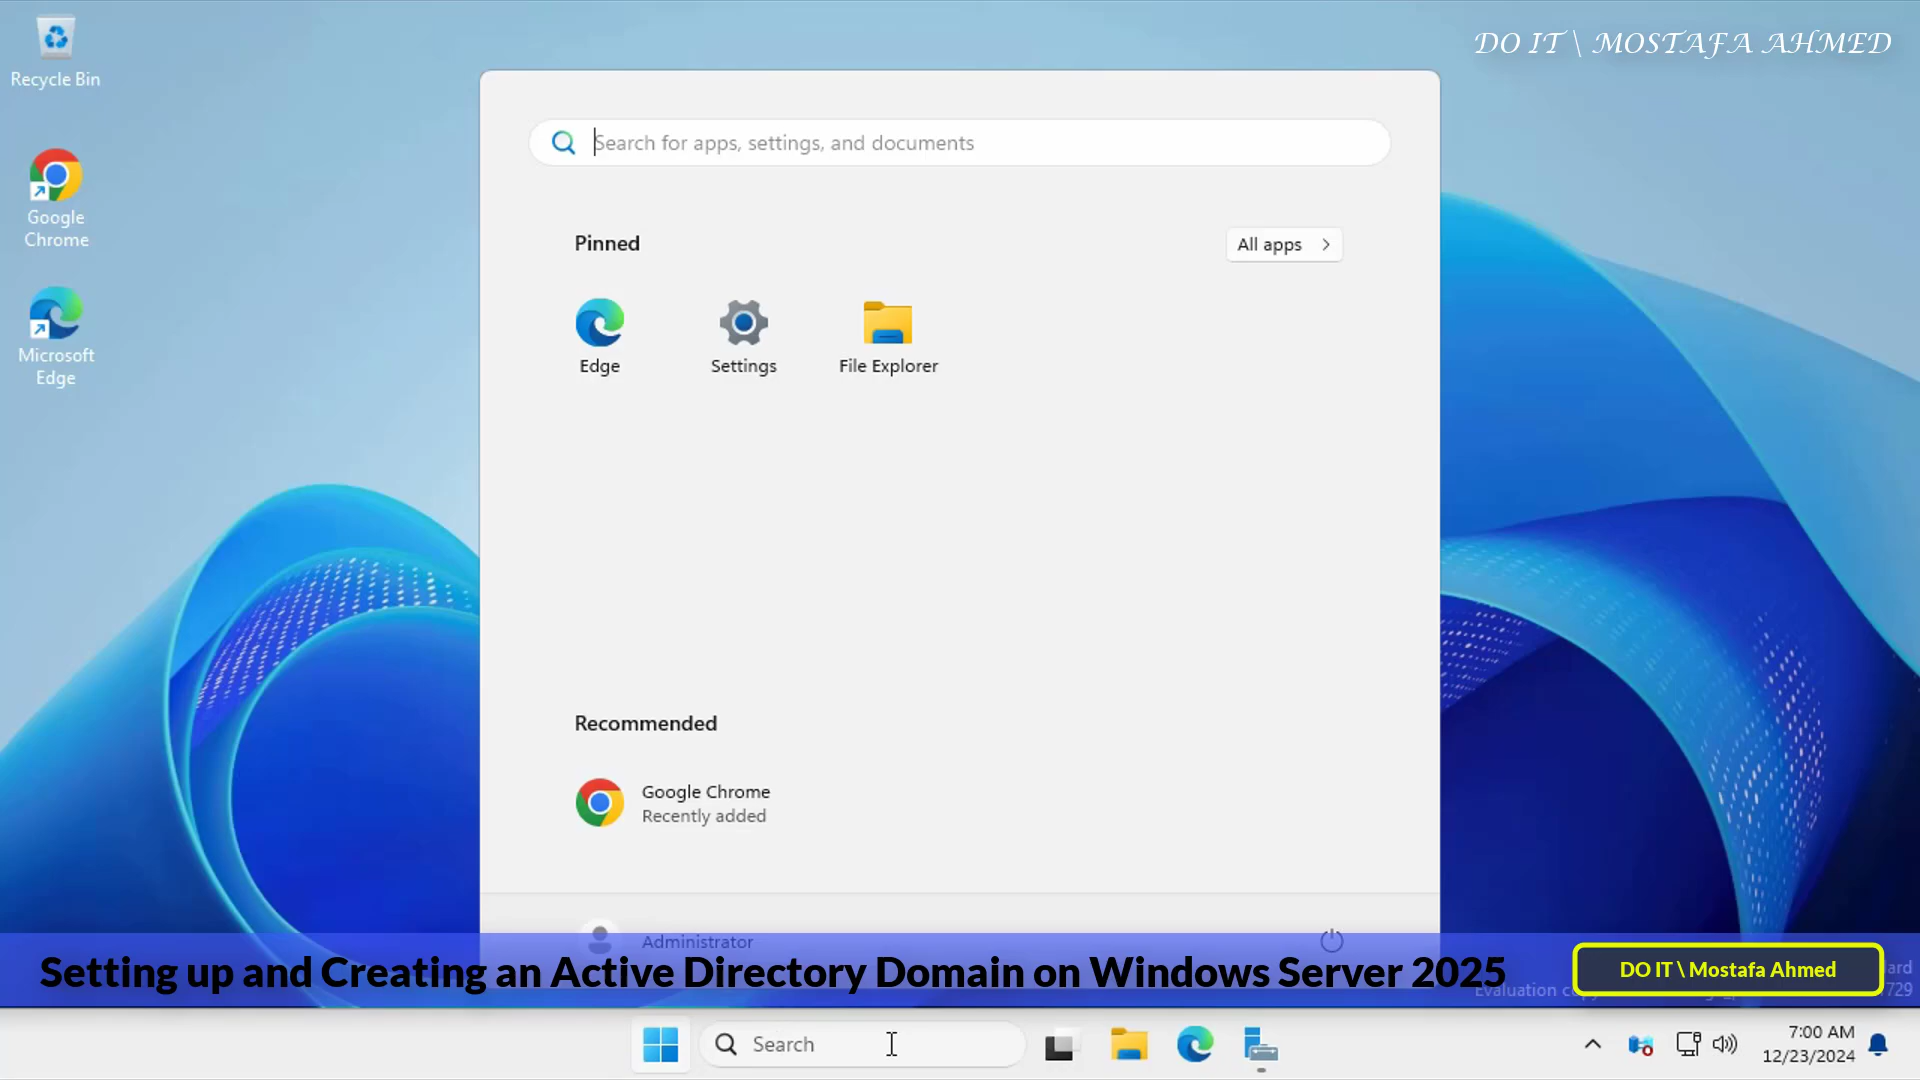 Recycle Bin
DO IT \ MOSTAFA AHMED
Google
Chrome
Microsoft
Edge
Search for apps, settings, and documents
Pinned
All apps
Edge
Settings
File Explorer
Recommended
Google Chrome
Recently added
Administrator
Setting up and Creating an Active Directory Domain on Windows Server 2025
DO IT \ Mostafa Ahmed
Search
7:00 AM
12/23/2024